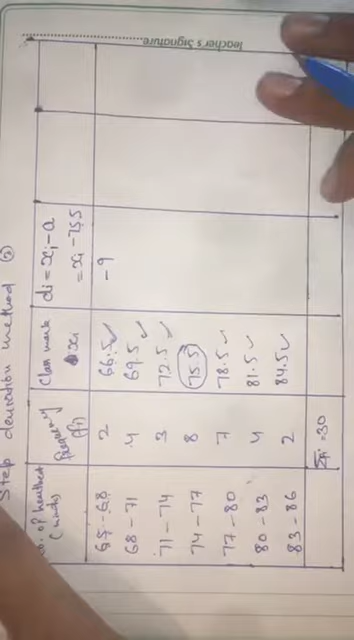 Teacher's Signature
Step deviation method
no. of heartbeat (mints) | frequency (fi) | Class mark xi | di = xi - a = xi - 75.5
65 - 68 | 2 | 66.5 ✓ | -9
68 - 71 | 4 | 69.5 ✓
71 - 74 | 3 | 72.5 ✓
74 - 77 | 8 | 75.5
77 - 80 | 7 | 78.5 ✓
80 - 83 | 4 | 81.5 ✓
83 - 86 | 2 | 84.5 ✓
Σfi = 30